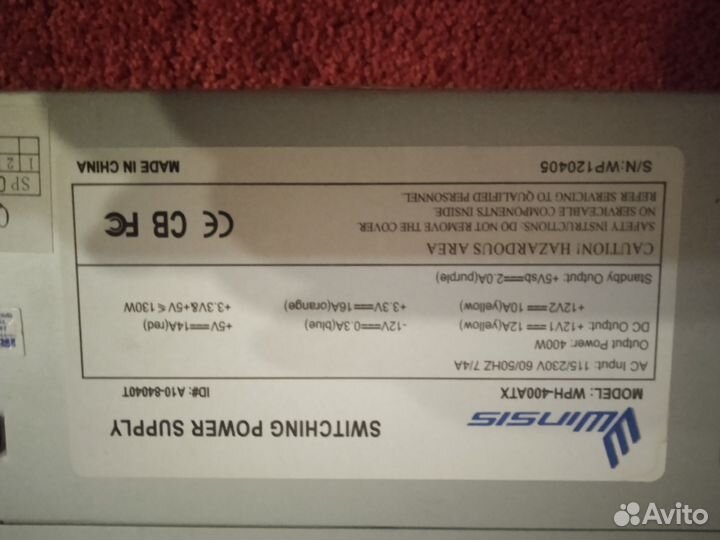 Winsis
SWITCHING POWER SUPPLY
MODEL: WPH-400ATX ID#: A10-84040T
AC Input: 115/230V 60/50HZ 7/4A
Output Power: 400W
DC Output: +12V1 ⎓ 12A(yellow) -12V⎓0.3A(blue) +5V⎓14A(red)
+12V2 ⎓ 10A(yellow) +3.3V⎓16A(orange) +3.3V&+5V ≤ 130W
Standby Output: +5Vsb⎓2.0A(purple)
CAUTION! HAZARDOUS AREA
SAFETY INSTRUCTIONS: DO NOT REMOVE THE COVER.
NO SERVICEABLE COMPONENTS INSIDE.
REFER SERVICING TO QUALIFIED PERSONNEL.
CE CB FC
S/N:WP120405 MADE IN CHINA
SP
1
2
Avito